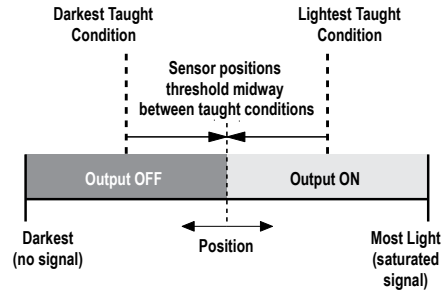 Darkest Taught
Condition
Lightest Taught
Condition
Sensor positions
threshold midway
between taught conditions
Output OFF
Output ON
Darkest
(no signal)
Position
Most Light
(saturated
signal)